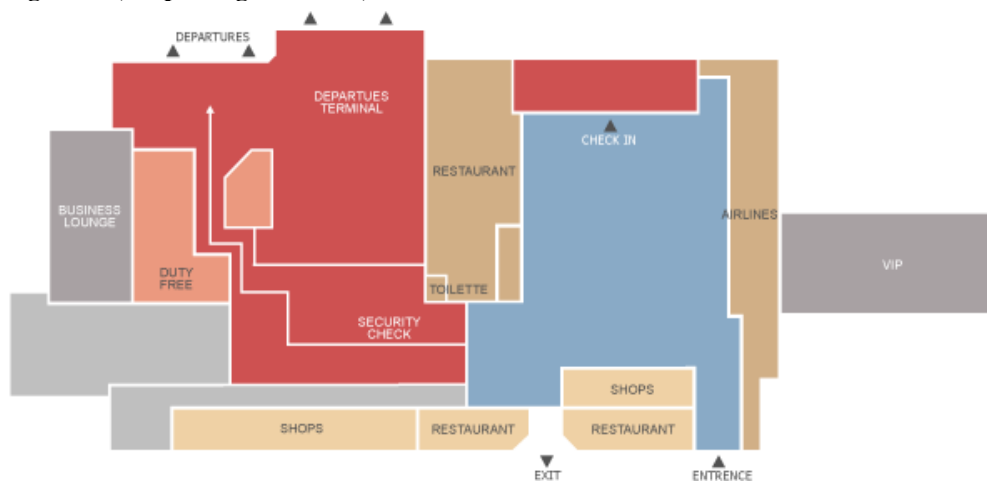 DEPARTURES
DEPARTUES
TERMINAL
CHECK IN
RESTAURANT
BUSINESS
LOUNGE
AIRLINES
VIP
DUTY
FREE
TOILETTE
SECURITY
CHECK
SHOPS
SHOPS
RESTAURANT
RESTAURANT
EXIT
ENTRENCE